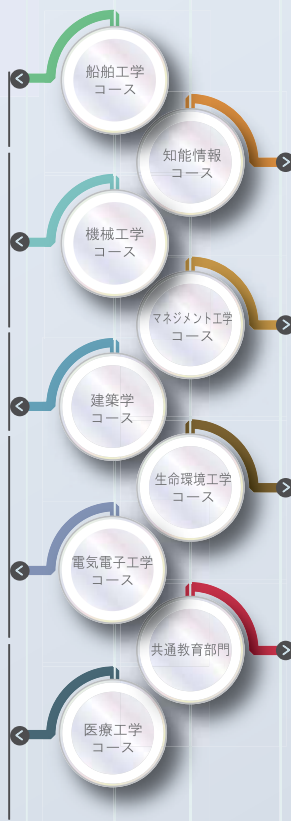 船舶工学
コース
知能情報
コース
機械工学
コース
マネジメント工学
コース
建築学
コース
生命環境工学
コース
電気電子工学
コース
共通教育部門
医療工学
コース